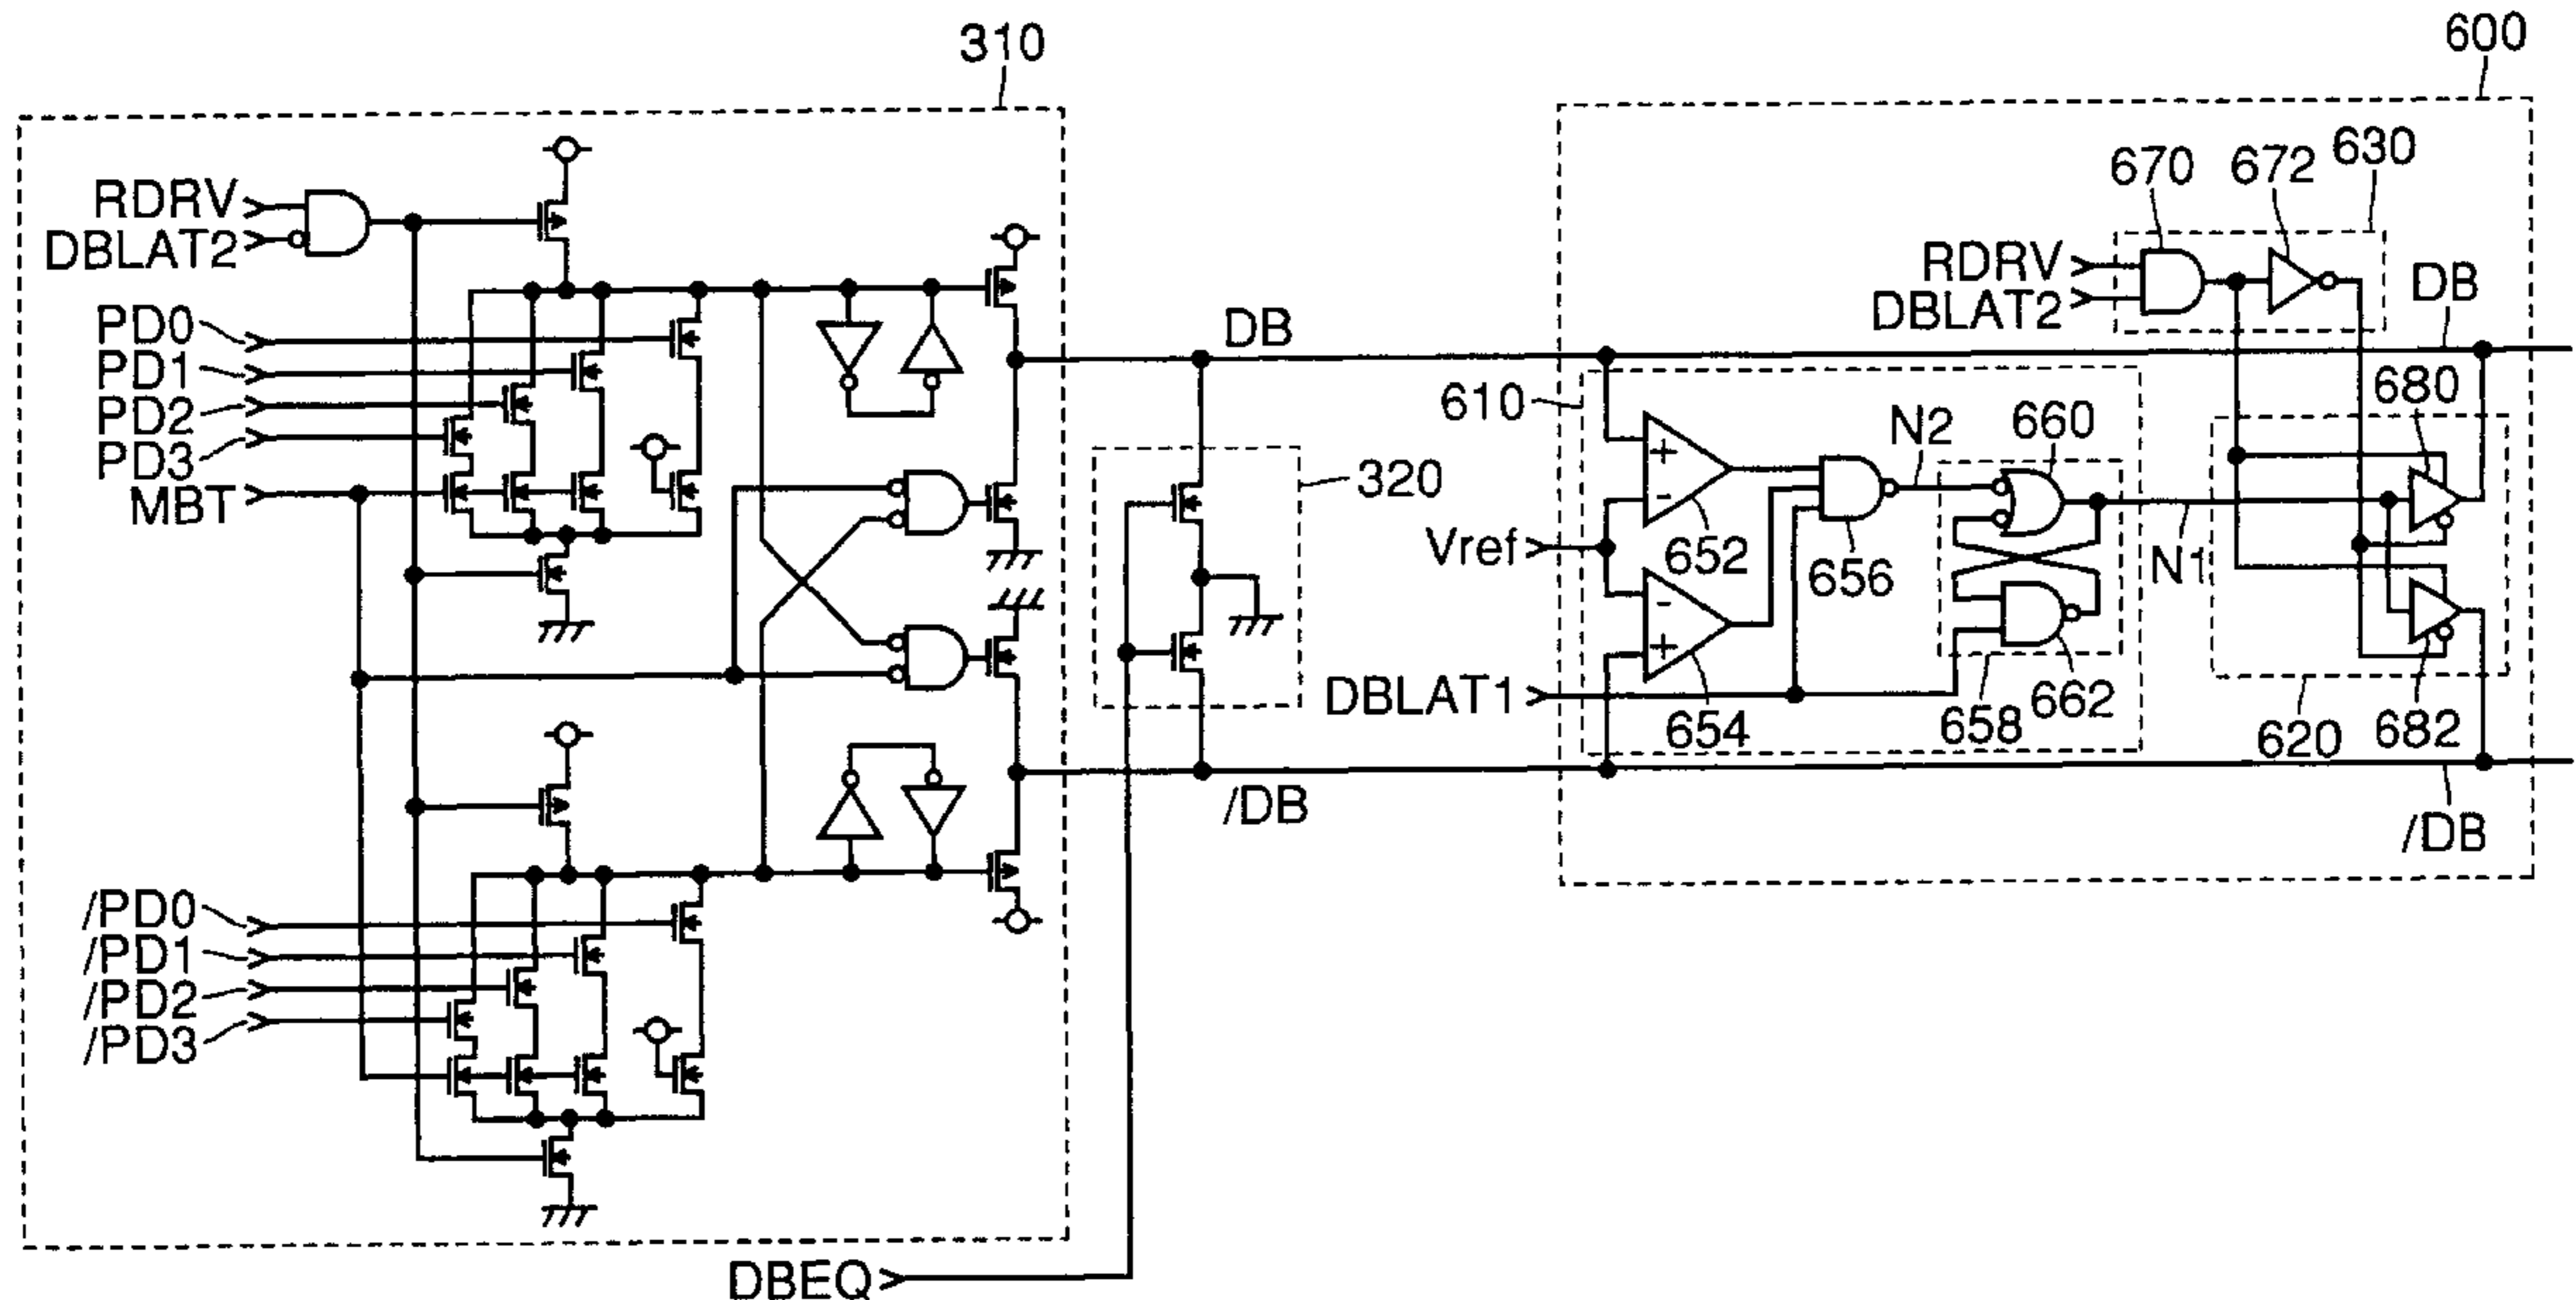 310
600
RDRV
DBLAT2
PD0
PD1
PD2
PD3
MBT
/PD0
/PD1
/PD2
/PD3
DBEQ
DB
/DB
320
670
672
630
RDRV
DBLAT2
DB
610
+
-
652
Vref
-
+
654
DBLAT1
656
N2
660
658
662
N1
680
682
620
/DB